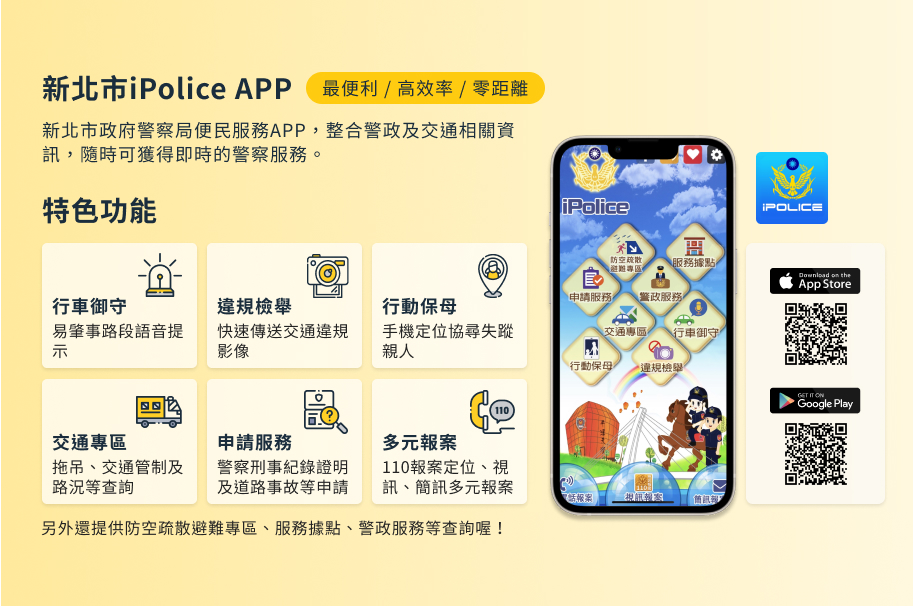 新北市iPolice APP
最便利 / 高效率 / 零距離
新北市政府警察局便民服務APP，整合警政及交通相關資
訊，隨時可獲得即時的警察服務。
特色功能
行車御守
易肇事路段語音提
示
違規檢舉
快速傳送交通違規
影像
行動保母
手機定位協尋失蹤
親人
交通專區
拖吊、交通管制及
路況等查詢
申請服務
警察刑事紀錄證明
及道路事故等申請
110
多元報案
110報案定位、視
訊、簡訊多元報案
另外還提供防空疏散避難專區、服務據點、警政服務等查詢喔！
iPolice
防空疏散
避難專區
服務據點
申請服務
警政服務
交通專區
行車御守
行動保母
違規檢舉
話報案
視訊報案
簡訊報
iPOLICE
Download on the
App Store
GET IT ON
Google Play